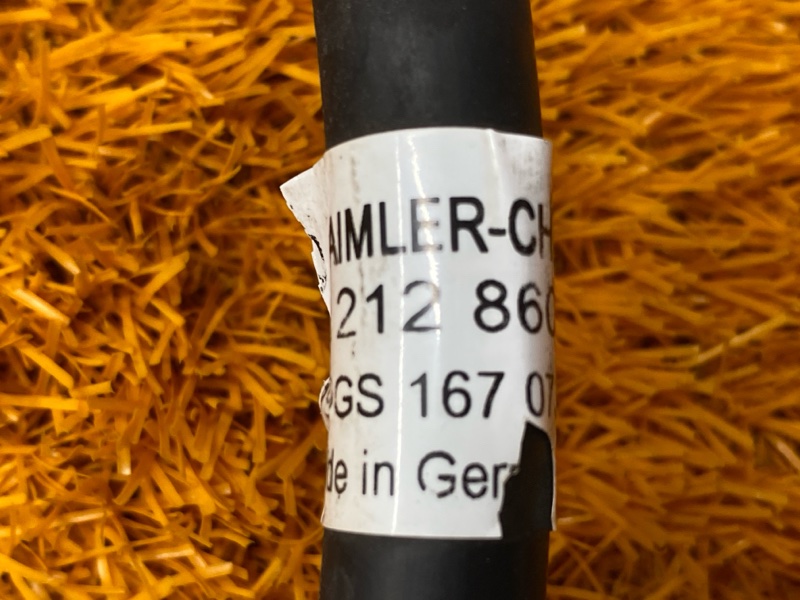 AIMLER-CH
212 860
GS 167 07
de in Ger